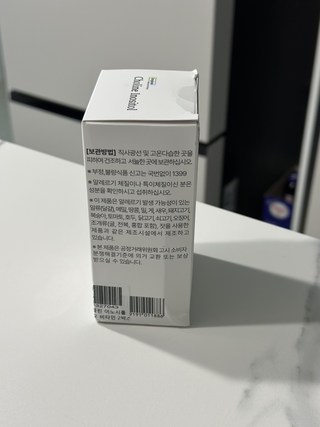 Choline Inositol
[보관방법] 직사광선 및 고온다습한 곳을
피하여 건조하고 서늘한 곳에 보관하십시오.
● 부정,불량식품 신고는 국번없이 1399
● 알레르기 체질이나 특이체질이신 분은
성분을 확인하시고 섭취하십시오.
● 이 제품은 알레르기 발생 가능성이 있는
알류(달걀), 메밀, 땅콩, 밀, 게, 새우, 돼지고기,
복숭아, 토마토, 호두, 닭고기, 쇠고기, 오징어,
조개류(굴, 전복, 홍합 포함), 잣을 사용한
제품과 같은 제조시설에서 제조하고
있습니다.
● 본 제품은 공정거래위원회 고시 소비자
분쟁해결기준에 의거 교환 또는 보상
받으실 수 있습니다.